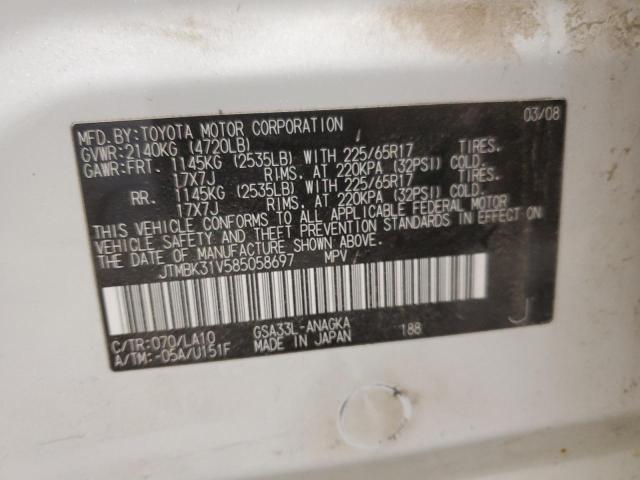 MFD. BY: TOYOTA MOTOR CORPORATION 03/08
GVWR: 2140KG (4720LB)
GAWR: FRT. 1145KG (2535LB) WITH 225/65R17 TIRES.
17X7J RIMS. AT 220KPA (32PSI) COLD.
RR. 1145KG (2535LB) WITH 225/65R17 TIRES.
17X7J RIMS. AT 220KPA (32PSI) COLD.
THIS VEHICLE CONFORMS TO ALL APPLICABLE FEDERAL MOTOR
VEHICLE SAFETY AND THEFT PREVENTION STANDARDS IN EFFECT ON
THE DATE OF MANUFACTURE SHOWN ABOVE.
JTMBK31V585058697 MPV
C/TR: 070/LA10 GSA33L-ANAGKA 188
A/TM: -05A/U151F MADE IN JAPAN
J